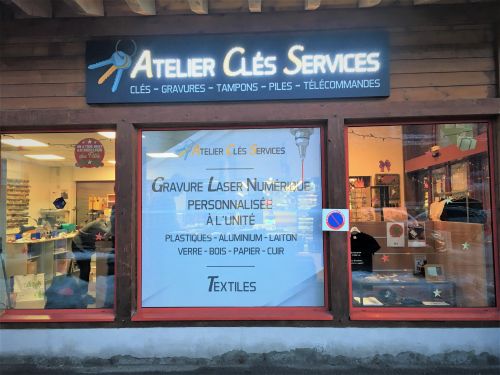 ATELIER CLÉS SERVICES
CLÉS - GRAVURES - TAMPONS - PILES - TÉLÉCOMMANDES
ATELIER CLÉS SERVICES
GRAVURE LASER NUMÉRIQUE
PERSONNALISÉE
À L'UNITÉ
PLASTIQUES - ALUMINIUM - LAITON
VERRE - BOIS - PAPIER - CUIR
TEXTILES